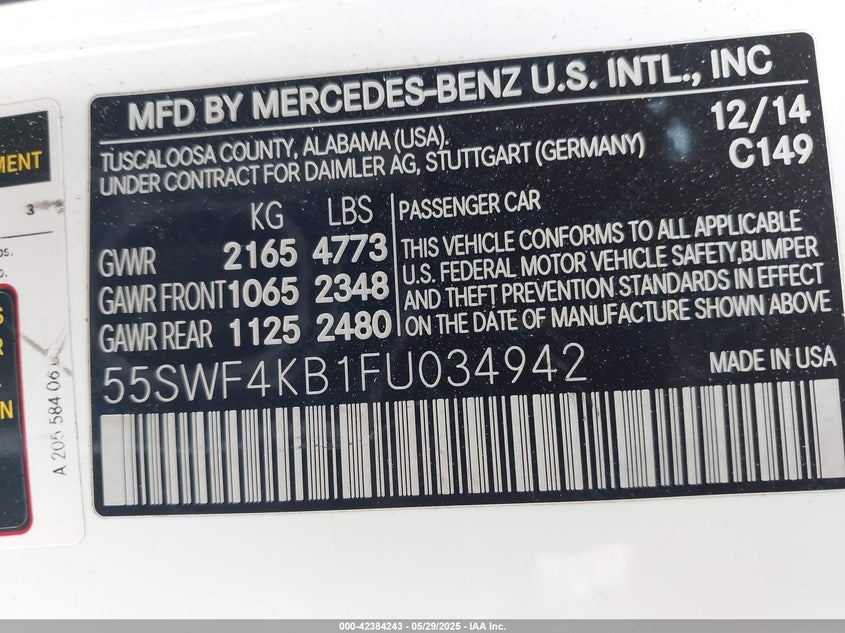 MFD BY MERCEDES-BENZ U.S. INTL., INC
TUSCALOOSA COUNTY, ALABAMA (USA).
UNDER CONTRACT FOR DAIMLER AG, STUTTGART (GERMANY)
12/14
C149
KG LBS
GVWR 2165 4773
GAWR FRONT 1065 2348
GAWR REAR 1125 2480
PASSENGER CAR
THIS VEHICLE CONFORMS TO ALL APPLICABLE
U.S. FEDERAL MOTOR VEHICLE SAFETY,BUMPER
AND THEFT PREVENTION STANDARDS IN EFFECT
ON THE DATE OF MANUFACTURE SHOWN ABOVE
55SWF4KB1FU034942
MADE IN USA
3
A 205 584 06
000-42384243 - 05/29/2025 - IAA Inc.